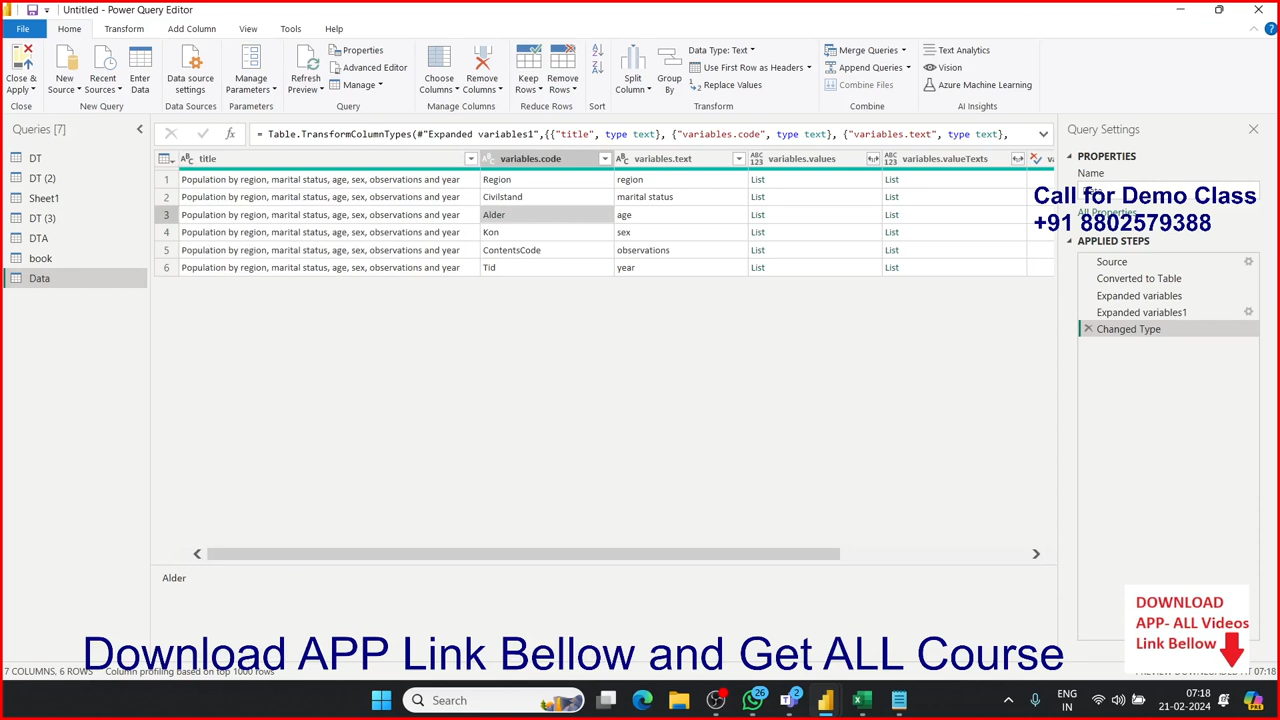 Untitled - Power Query Editor
File Home Transform Add Column View Tools Help
Close & Apply
New Source
Recent Sources
Enter Data
Data source settings
Manage Parameters
Refresh Preview
Properties
Advanced Editor
Manage
Choose Columns
Remove Columns
Keep Rows
Remove Rows
Split Column
Group By
Data Type: Text
Use First Row as Headers
Replace Values
Merge Queries
Append Queries
Combine Files
Text Analytics
Vision
Azure Machine Learning
Close New Query Data Sources Parameters Query Manage Columns Reduce Rows Sort Transform Combine AI Insights
Queries [7]
DT
DT (2)
Sheet1
DT (3)
DTA
book
Data
= Table.TransformColumnTypes(#"Expanded variables1",{{"title", type text}, {"variables.code", type text}, {"variables.text", type text},
title variables.code variables.text variables.values variables.valueTexts
1 Population by region, marital status, age, sex, observations and year Region region List List
2 Population by region, marital status, age, sex, observations and year Civilstand marital status List List
3 Population by region, marital status, age, sex, observations and year Alder age List List
4 Population by region, marital status, age, sex, observations and year Kon sex List List
5 Population by region, marital status, age, sex, observations and year ContentsCode observations List List
6 Population by region, marital status, age, sex, observations and year Tid year List List
Alder
Query Settings
PROPERTIES
Name
All Properties
Call for Demo Class
+91 8802579388
APPLIED STEPS
Source
Converted to Table
Expanded variables
Expanded variables1
Changed Type
DOWNLOAD
APP- ALL Videos
Link Bellow
Download APP Link Bellow and Get ALL Course
7 COLUMNS, 6 ROWS Column profiling based on top 1000 rows
Search
26
2
ENG
IN
07:18
21-02-2024